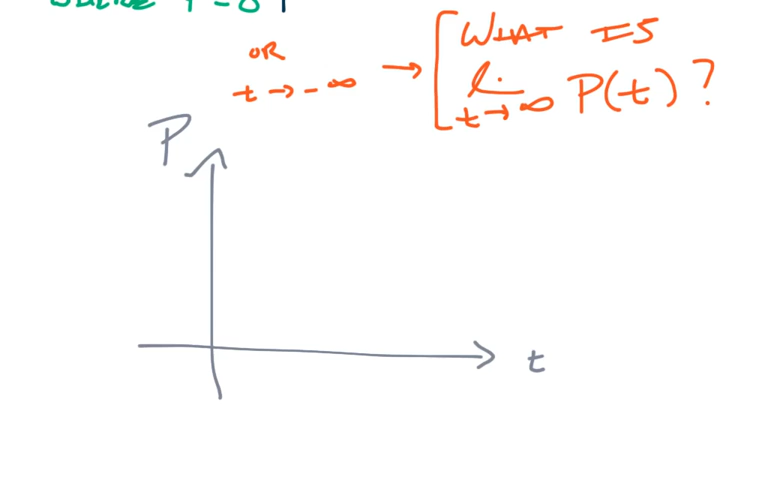 OR
t → - ∞ → [ WHAT IS
lim t → ∞ P(t) ?
P
t